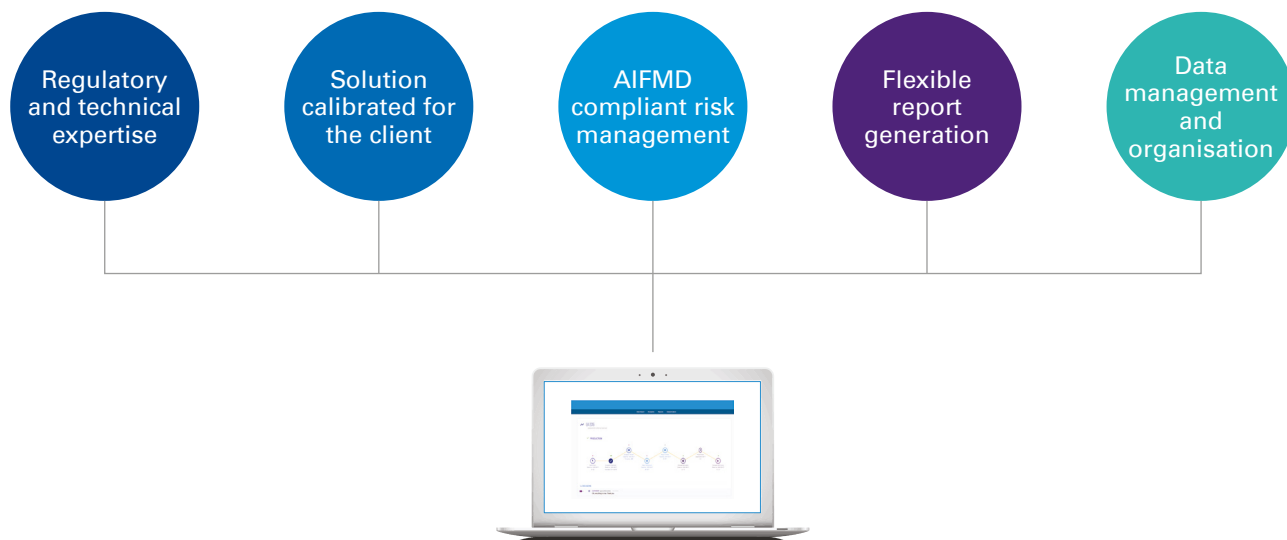 Regulatory
and technical
expertise
Solution
calibrated for
the client
AIFMD
compliant risk
management
Flexible
report
generation
Data
management
and
organisation